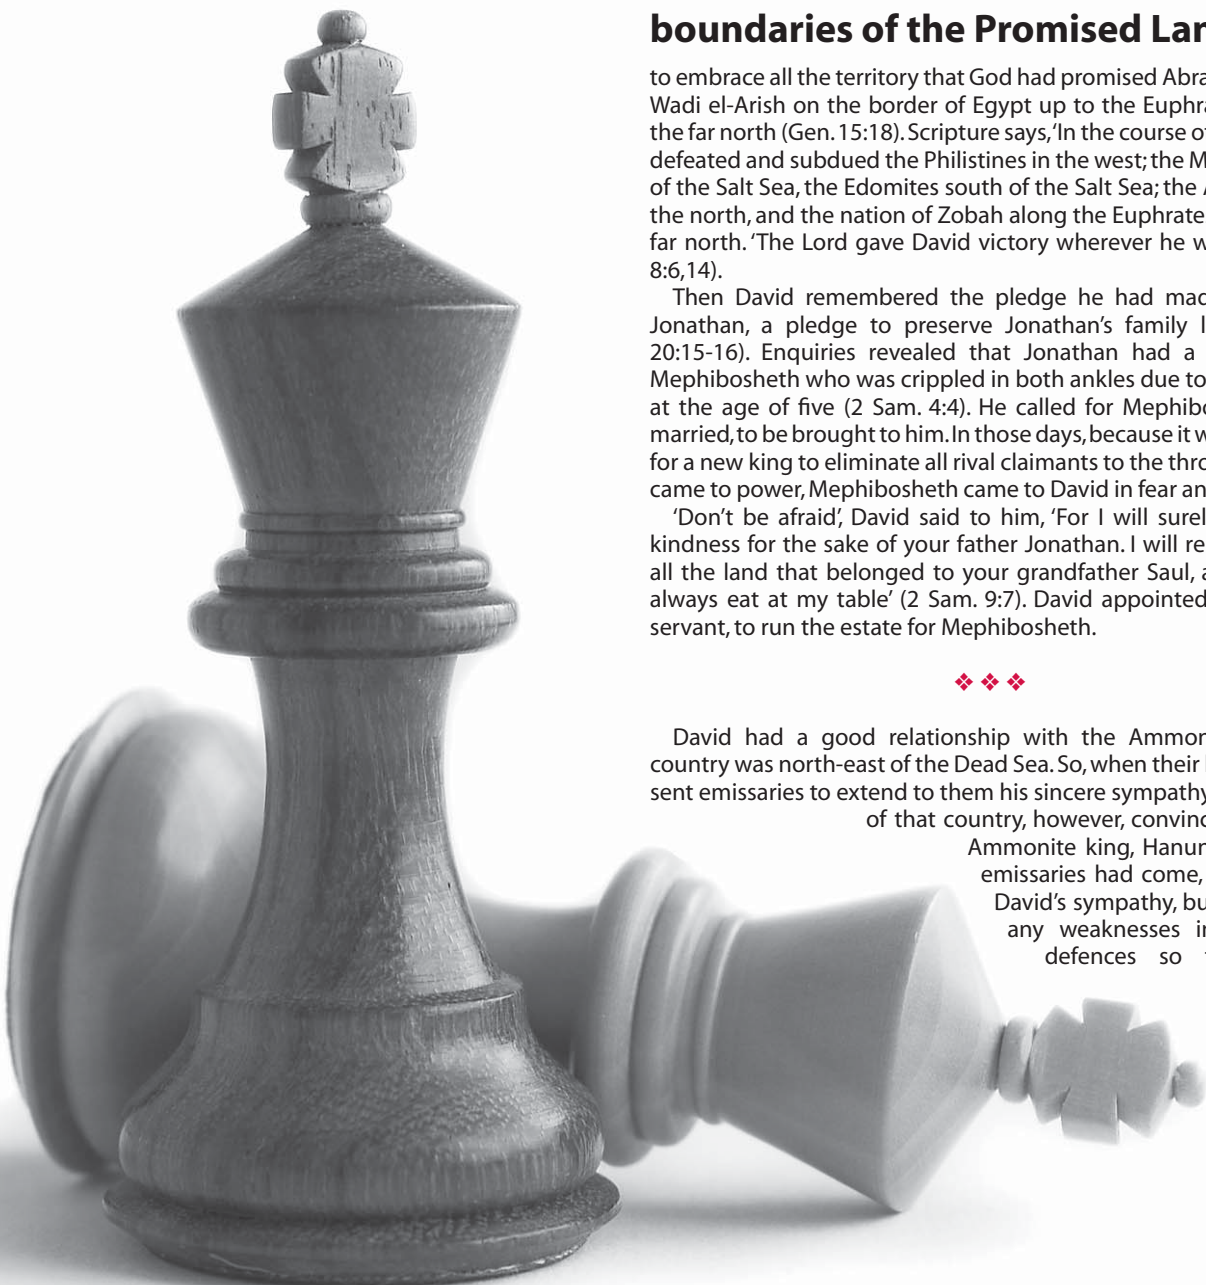 boundaries of the Promised Lan
to embrace all the territory that God had promised Abra
Wadi el-Arish on the border of Egypt up to the Euphra
the far north (Gen. 15:18). Scripture says, ‘In the course o
defeated and subdued the Philistines in the west; the M
of the Salt Sea, the Edomites south of the Salt Sea; the A
the north, and the nation of Zobah along the Euphrate
far north. ‘The Lord gave David victory wherever he w
8:6,14).
Then David remembered the pledge he had mad
Jonathan, a pledge to preserve Jonathan’s family l
20:15-16). Enquiries revealed that Jonathan had a
Mephibosheth who was crippled in both ankles due to
at the age of five (2 Sam. 4:4). He called for Mephibo
married, to be brought to him. In those days, because it w
for a new king to eliminate all rival claimants to the thro
came to power, Mephibosheth came to David in fear an
‘Don’t be afraid’, David said to him, ‘For I will surel
kindness for the sake of your father Jonathan. I will re
all the land that belonged to your grandfather Saul, a
always eat at my table’ (2 Sam. 9:7). David appointed
servant, to run the estate for Mephibosheth.
David had a good relationship with the Ammon
country was north-east of the Dead Sea. So, when their
sent emissaries to extend to them his sincere sympathy
of that country, however, convinc
Ammonite king, Hanun
emissaries had come,
David’s sympathy, bu
any weaknesses in
defences so